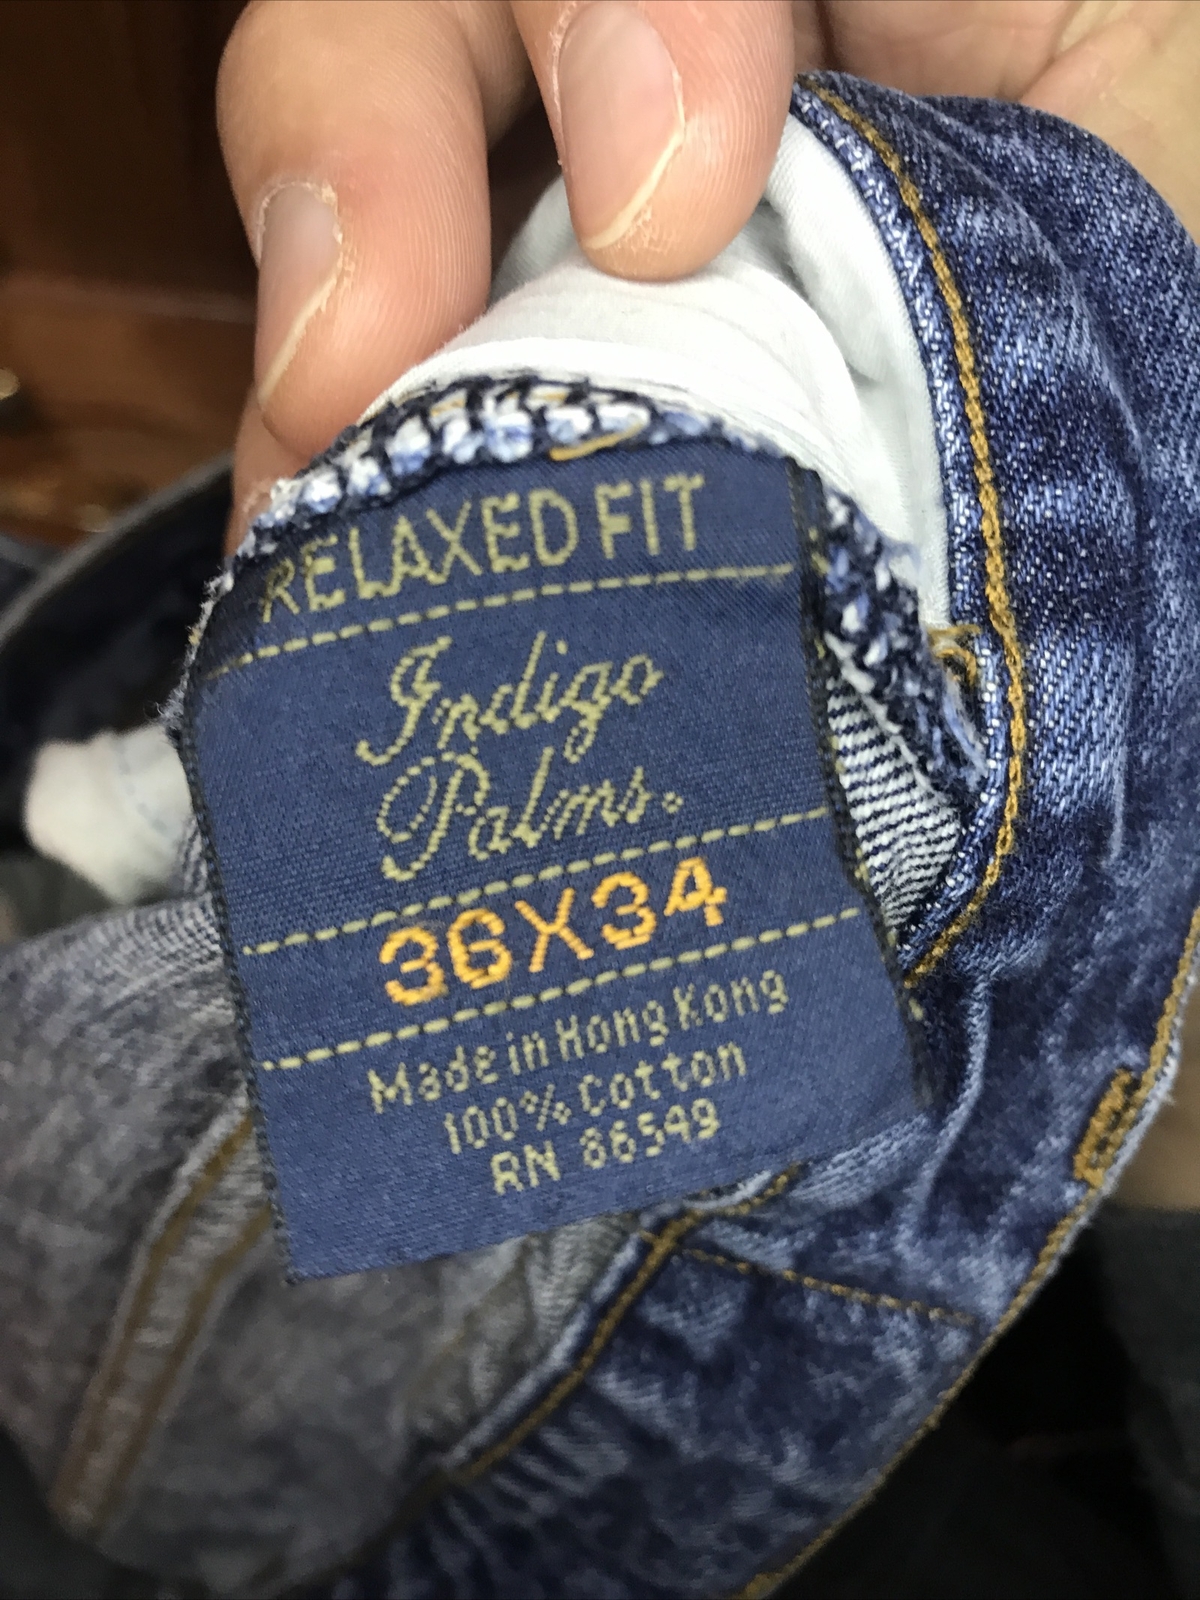 RELAXED FIT
Indigo
Palms.
36X34
Made in Hong Kong
100% Cotton
RN 86549